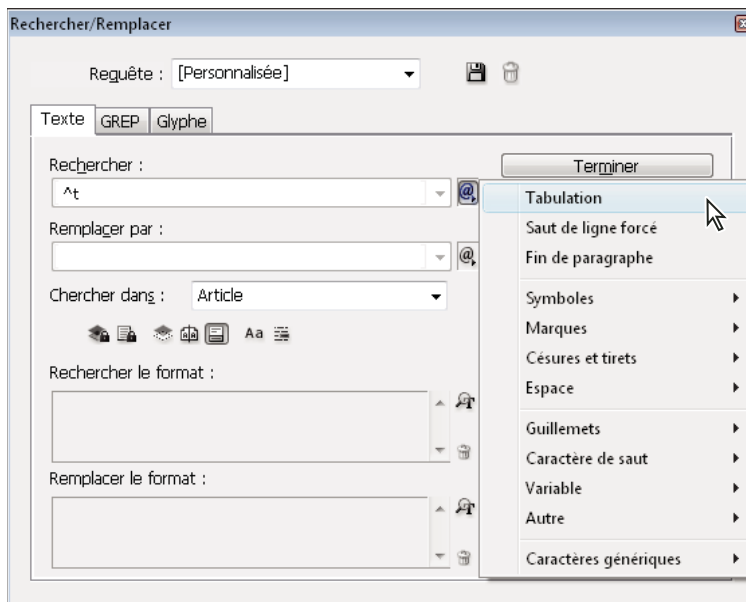 Rechercher/Remplacer
Requête : [Personnalisée]
Texte GREP Glyphe
Rechercher :
Terminer
^t
@
Tabulation
Remplacer par :
Saut de ligne forcé
@
Fin de paragraphe
Chercher dans : Article
Symboles
Aa
Marques
Césures et tirets
Rechercher le format :
Espace
Guillemets
Caractère de saut
Remplacer le format :
Variable
Autre
Caractères génériques